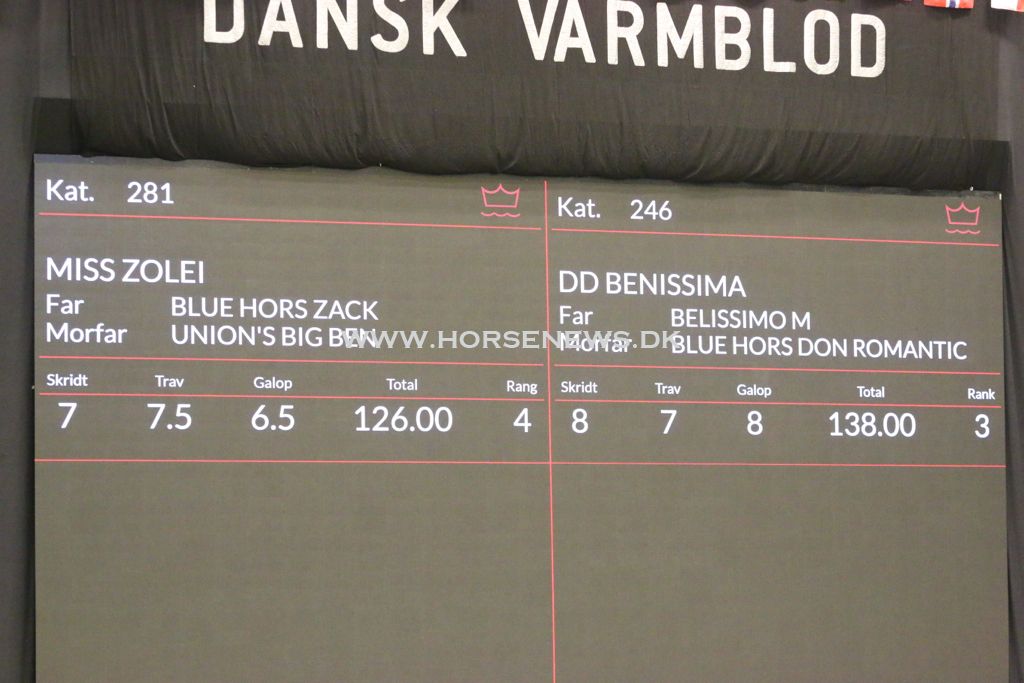 DANSK VARMBLOD
Kat. 281
MISS ZOLEI
Far BLUE HORS ZACK
Morfar UNION'S BIG BEN
Skridt Trav Galop Total Rang
7 7.5 6.5 126.00 4
Kat. 246
DD BENISSIMA
Far BELISSIMO M
Morfar BLUE HORS DON ROMANTIC
Skridt Trav Galop Total Rank
8 7 8 138.00 3
WWW.HORSENEWS.DK